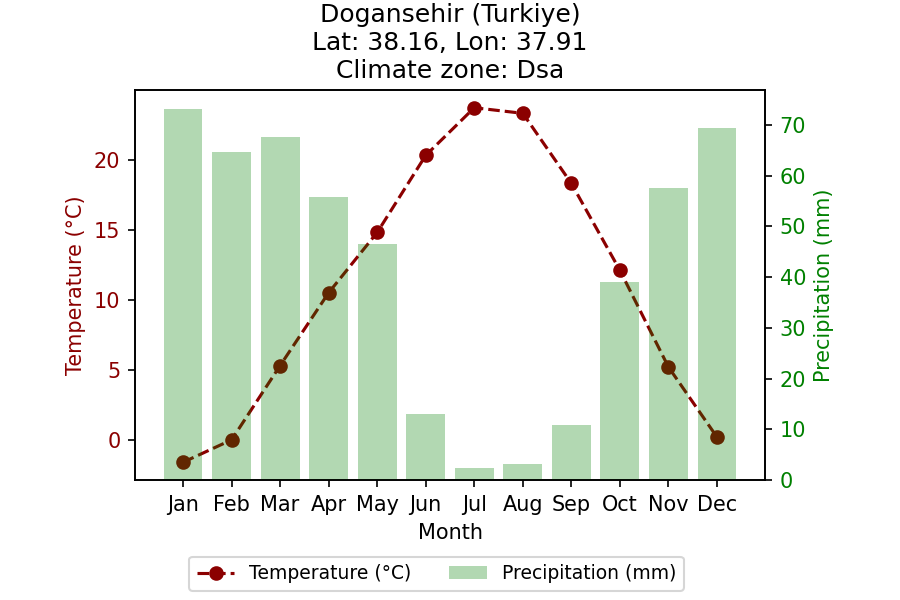 Dogansehir (Turkiye)
Lat: 38.16, Lon: 37.91
Climate zone: Dsa
Temperature (°C)
20
15
10
5
0
70
60
50
40
30
20
10
0
Precipitation (mm)
Jan Feb Mar Apr May Jun Jul Aug Sep Oct Nov Dec
Month
Temperature (°C) Precipitation (mm)